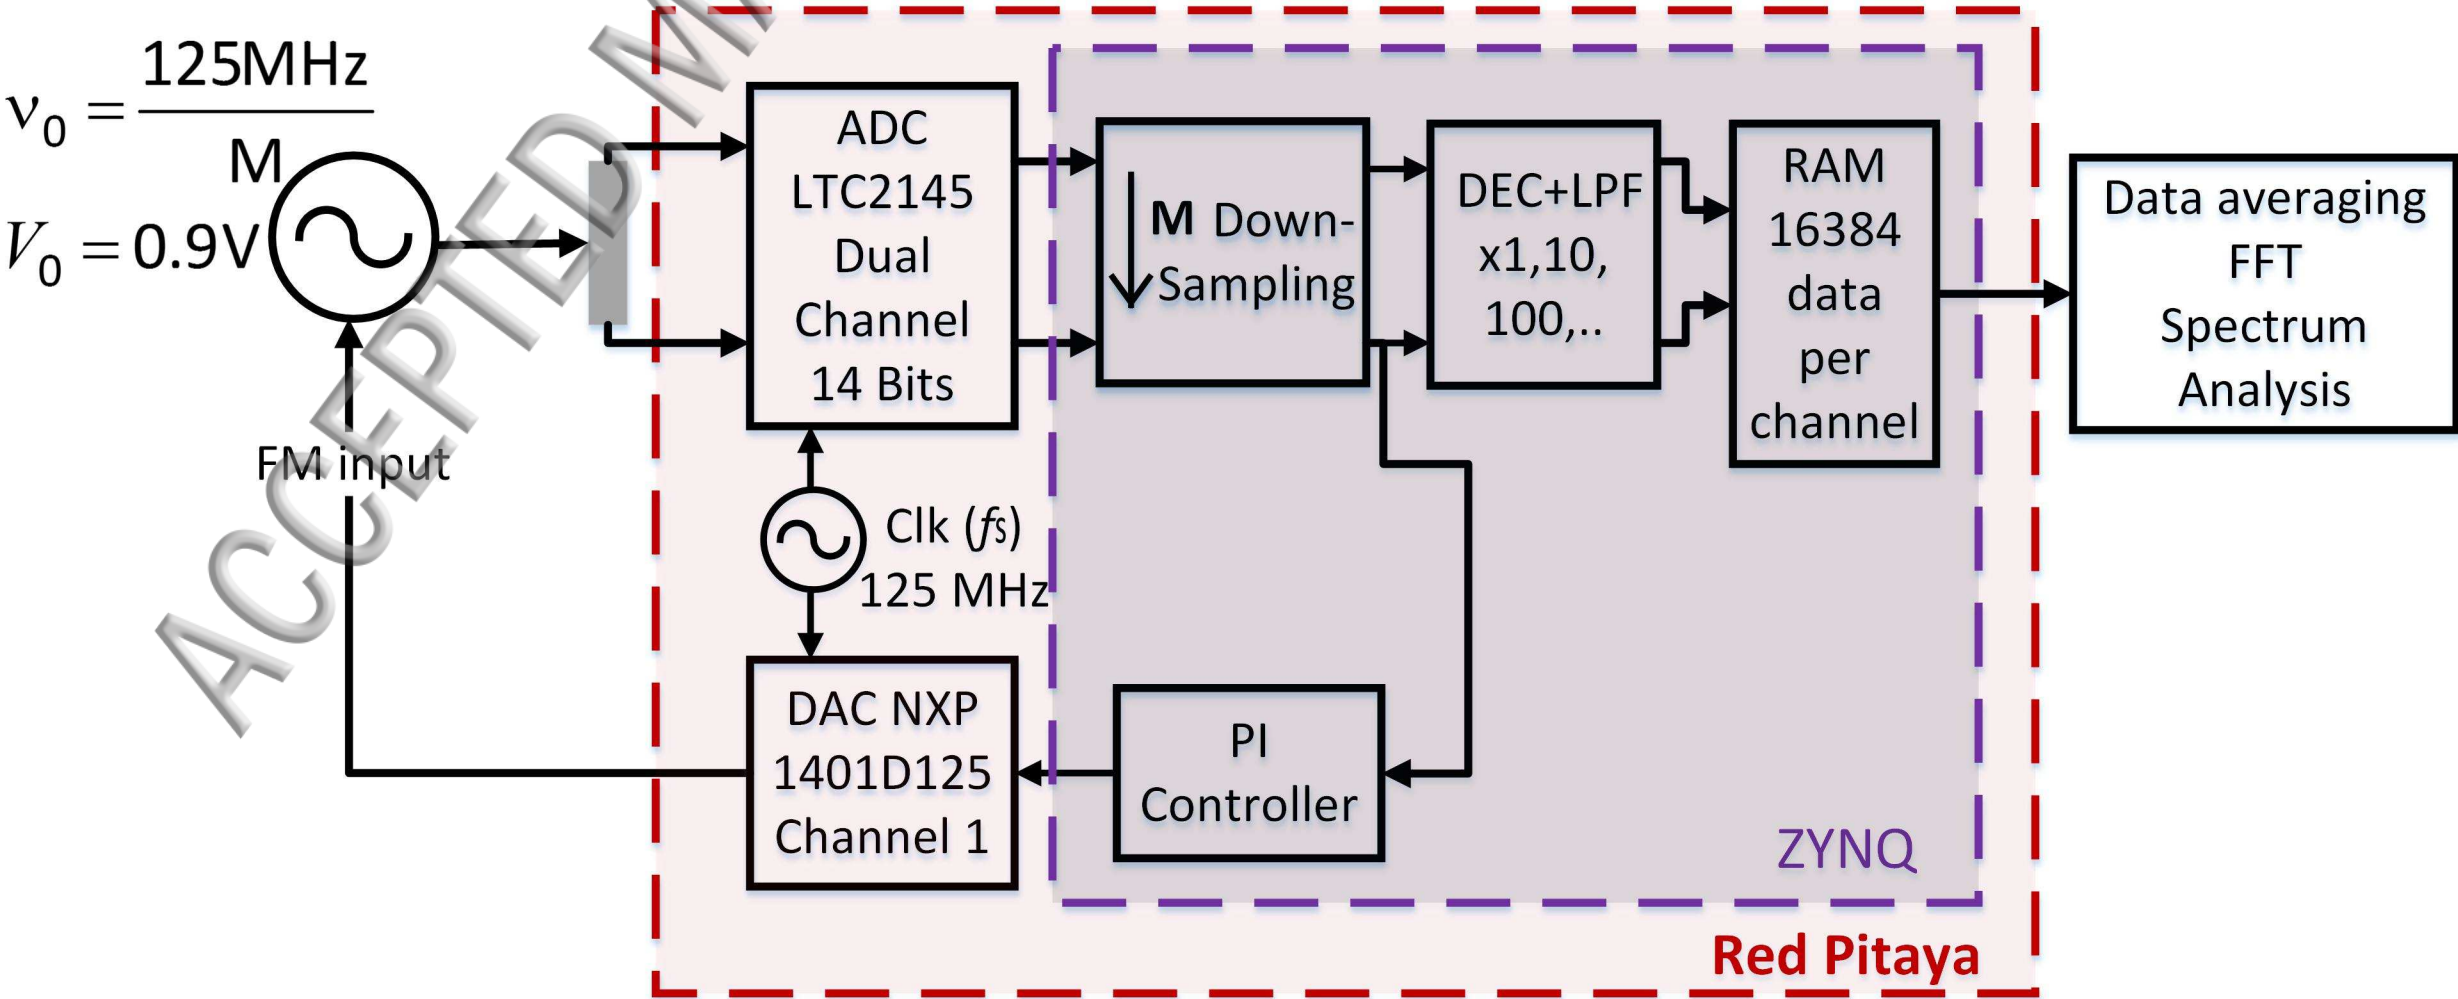 ν0 = 125MHz
M
V0 = 0.9V
FM input
ADC
LTC2145
Dual
Channel
14 Bits
Clk (fs)
125 MHz
DAC NXP
1401D125
Channel 1
M Down-
Sampling
DEC+LPF
x1,10,
100,..
RAM
16384
data
per
channel
PI
Controller
ZYNQ
Red Pitaya
Data averaging
FFT
Spectrum
Analysis
ACCEPTED